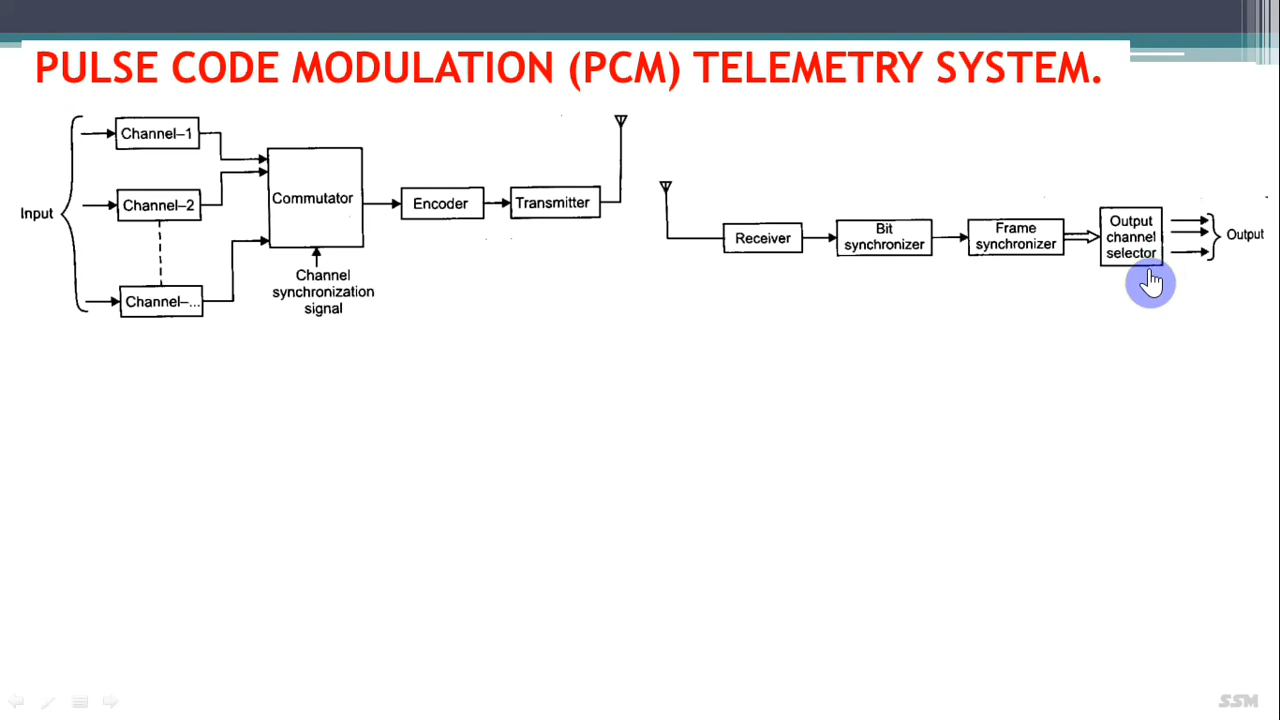 PULSE CODE MODULATION (PCM) TELEMETRY SYSTEM.
Input
Channel–1
Channel–2
Channel–...
Commutator
Channel
synchronization
signal
Encoder
Transmitter
Receiver
Bit
synchronizer
Frame
synchronizer
Output
channel
selector
Output
SSM